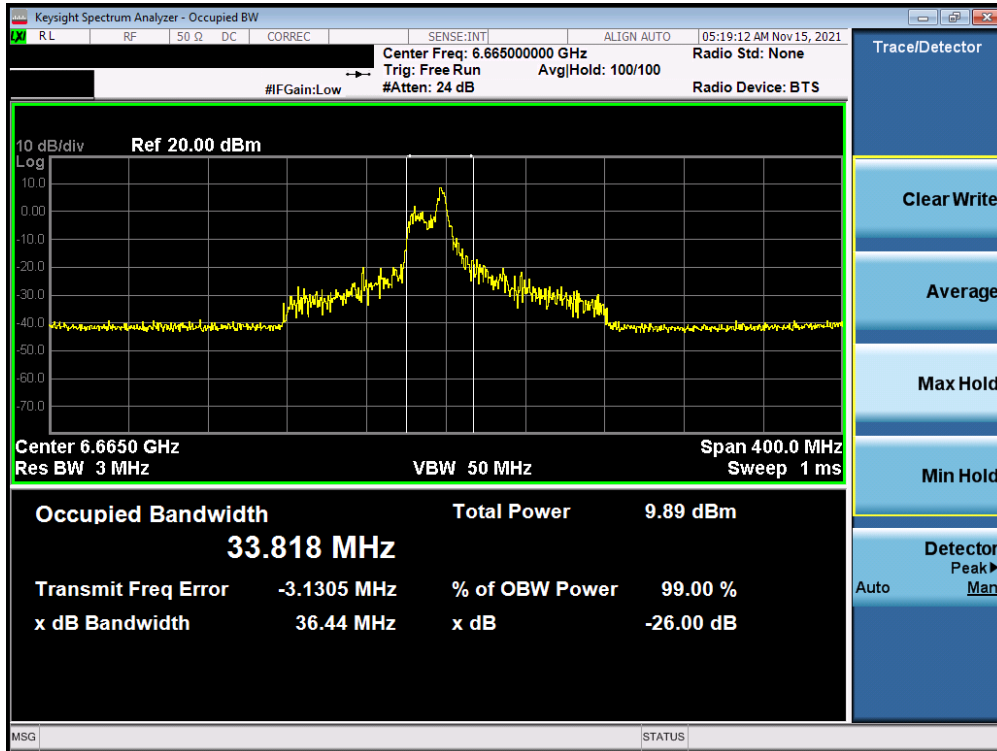 Keysight Spectrum Analyzer - Occupied BW
LXI RL RF 50 Ω DC CORREC SENSE:INT ALIGN AUTO 05:19:12 AM Nov 15, 2021
Center Freq: 6.665000000 GHz Radio Std: None
Trig: Free Run Avg|Hold: 100/100
#IFGain:Low #Atten: 24 dB Radio Device: BTS
Trace/Detector
10 dB/div Ref 20.00 dBm
Log
10.0
0.00
-10.0
-20.0
-30.0
-40.0
-50.0
-60.0
-70.0
Center 6.6650 GHz Span 400.0 MHz
Res BW 3 MHz VBW 50 MHz Sweep 1 ms
Occupied Bandwidth Total Power 9.89 dBm
33.818 MHz
Transmit Freq Error -3.1305 MHz % of OBW Power 99.00 %
x dB Bandwidth 36.44 MHz x dB -26.00 dB
Clear Write
Average
Max Hold
Min Hold
Detector
Peak▶
Auto Man
MSG STATUS